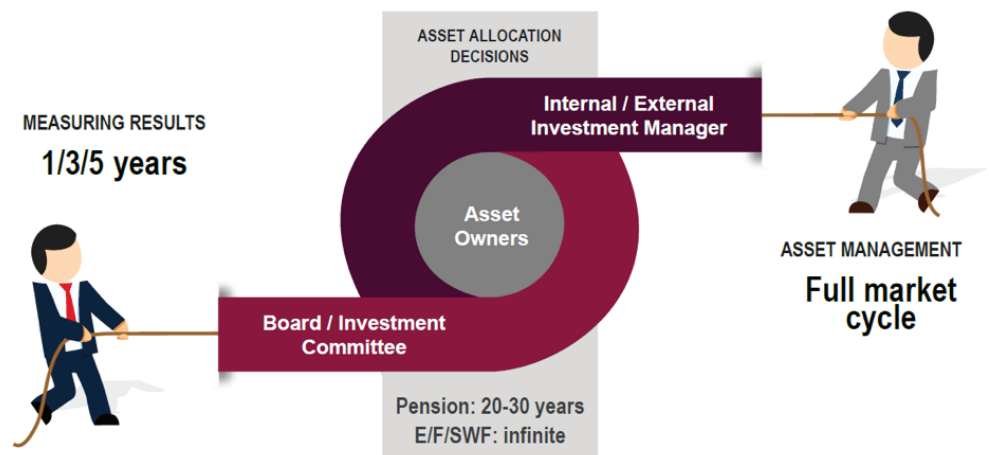 ASSET ALLOCATION
DECISIONS
Internal / External
Investment Manager
MEASURING RESULTS
1/3/5 years
Asset
Owners
ASSET MANAGEMENT
Full market
cycle
Board / Investment
Committee
Pension: 20-30 years
E/F/SWF: infinite